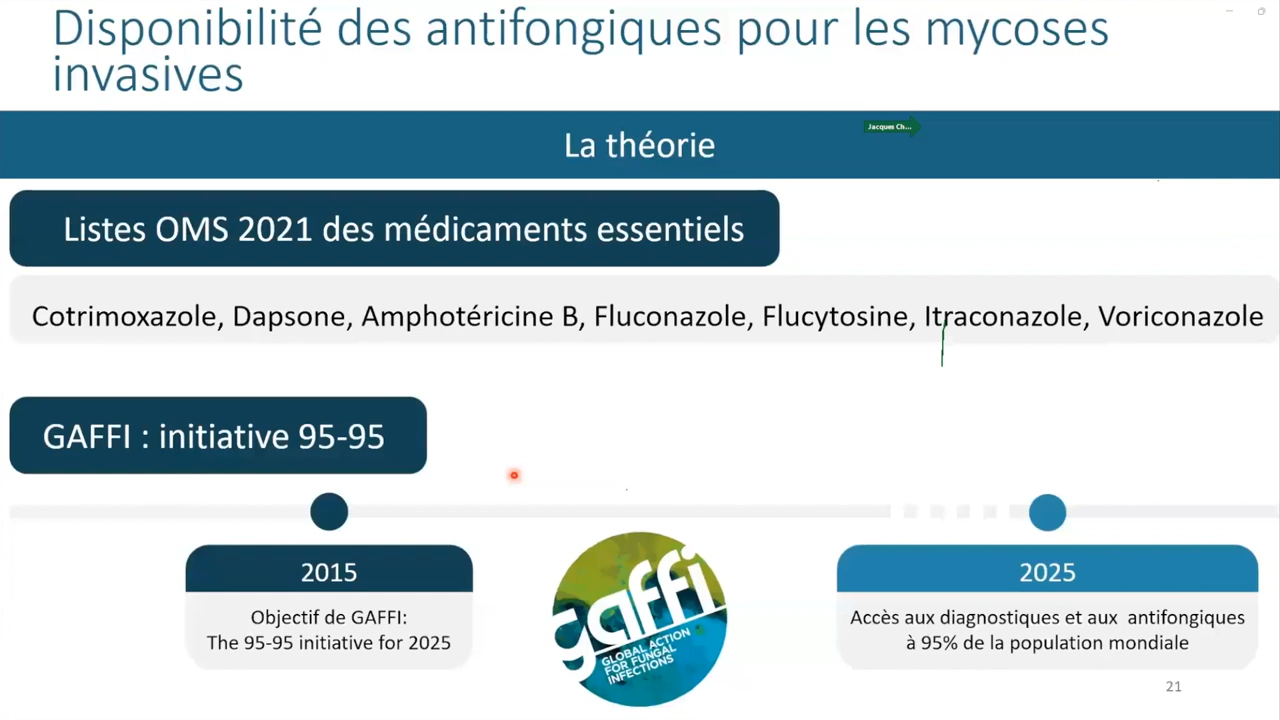 Disponibilité des antifongiques pour les mycoses
invasives
La théorie
Jacques Ch...
Listes OMS 2021 des médicaments essentiels
Cotrimoxazole, Dapsone, Amphotéricine B, Fluconazole, Flucytosine, Itraconazole, Voriconazole
GAFFI : initiative 95-95
2015
Objectif de GAFFI:
The 95-95 initiative for 2025
gaffi
GLOBAL ACTION
FOR FUNGAL
INFECTIONS
2025
Accès aux diagnostiques et aux antifongiques
à 95% de la population mondiale
21